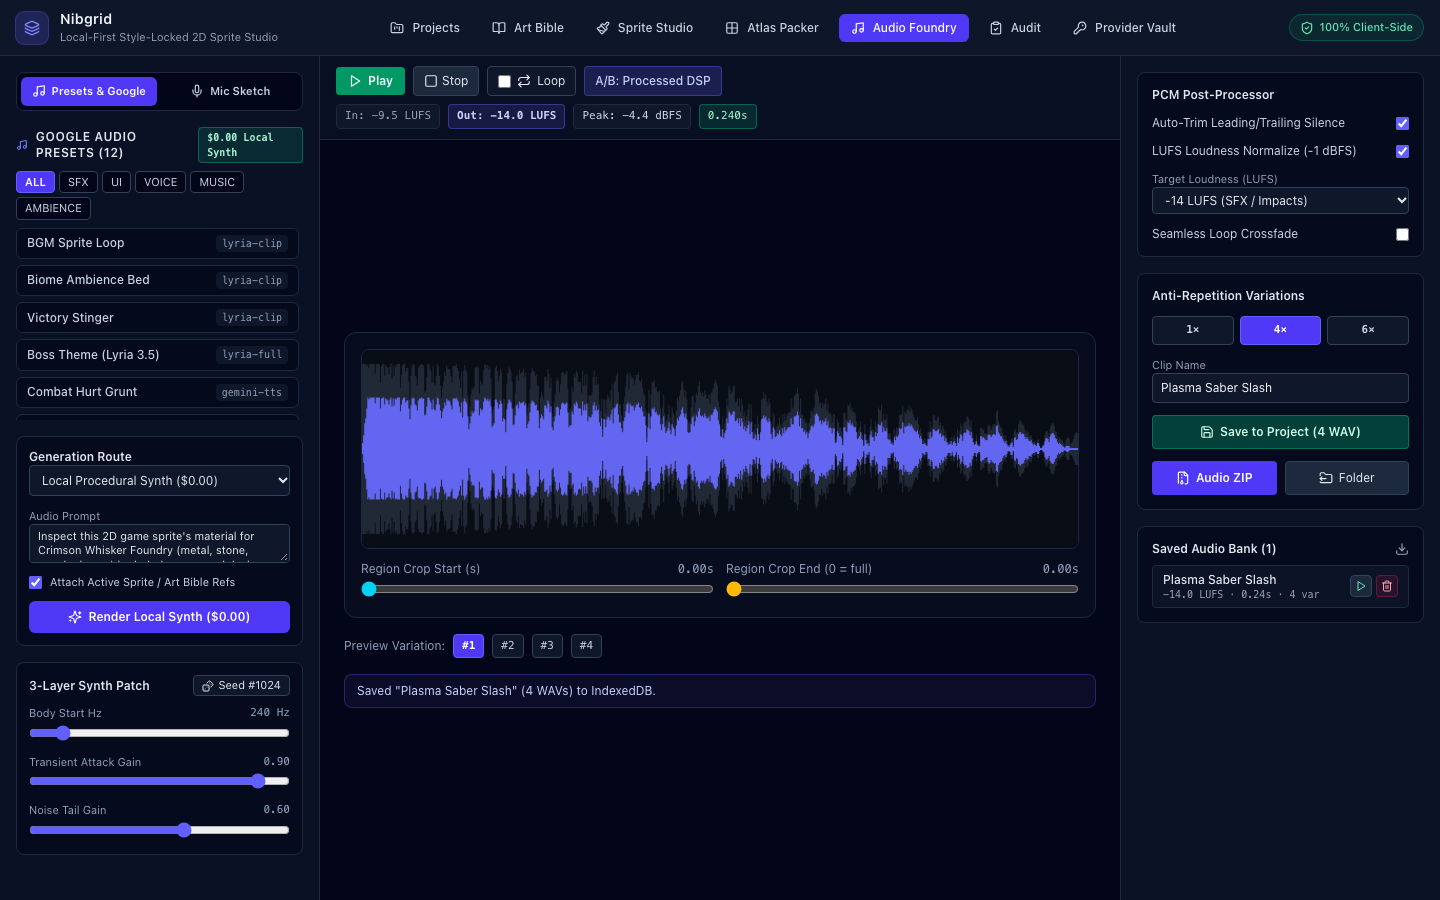 Nibgrid
Local-First Style-Locked 2D Sprite Studio
Projects
Art Bible
Sprite Studio
Atlas Packer
Audio Foundry
Audit
Provider Vault
100% Client-Side
Presets & Google
Mic Sketch
GOOGLE AUDIO
PRESETS (12)
$0.00 Local
Synth
ALL
SFX
UI
VOICE
MUSIC
AMBIENCE
BGM Sprite Loop
lyria-clip
Biome Ambience Bed
lyria-clip
Victory Stinger
lyria-clip
Boss Theme (Lyria 3.5)
lyria-full
Combat Hurt Grunt
gemini-tts
Generation Route
Local Procedural Synth ($0.00)
Audio Prompt
Inspect this 2D game sprite's material for
Crimson Whisker Foundry (metal, stone,
Attach Active Sprite / Art Bible Refs
Render Local Synth ($0.00)
3-Layer Synth Patch
Seed #1024
Body Start Hz
240 Hz
Transient Attack Gain
0.90
Noise Tail Gain
0.60
Play
Stop
Loop
A/B: Processed DSP
In: -9.5 LUFS
Out: -14.0 LUFS
Peak: -4.4 dBFS
0.240s
Region Crop Start (s)
0.00s
Region Crop End (0 = full)
0.00s
Preview Variation:
#1
#2
#3
#4
Saved "Plasma Saber Slash" (4 WAVs) to IndexedDB.
PCM Post-Processor
Auto-Trim Leading/Trailing Silence
LUFS Loudness Normalize (-1 dBFS)
Target Loudness (LUFS)
-14 LUFS (SFX / Impacts)
Seamless Loop Crossfade
Anti-Repetition Variations
1×
4×
6×
Clip Name
Plasma Saber Slash
Save to Project (4 WAV)
Audio ZIP
Folder
Saved Audio Bank (1)
Plasma Saber Slash
-14.0 LUFS · 0.24s · 4 var